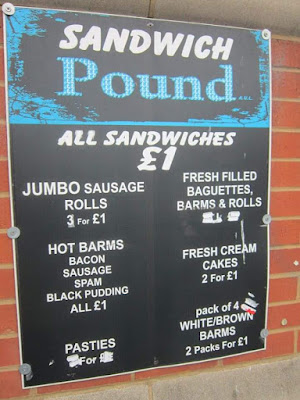 SANDWICH
Pound
ALL SANDWICHES
£1
JUMBO SAUSAGE
ROLLS
3 For £1
HOT BARMS
BACON
SAUSAGE
SPAM
BLACK PUDDING
ALL £1
PASTIES
For £
FRESH FILLED
BAGUETTES,
BARMS & ROLLS
FRESH CREAM
CAKES
2 For £1
pack of 4
WHITE/BROWN
BARMS
2 Packs For £1